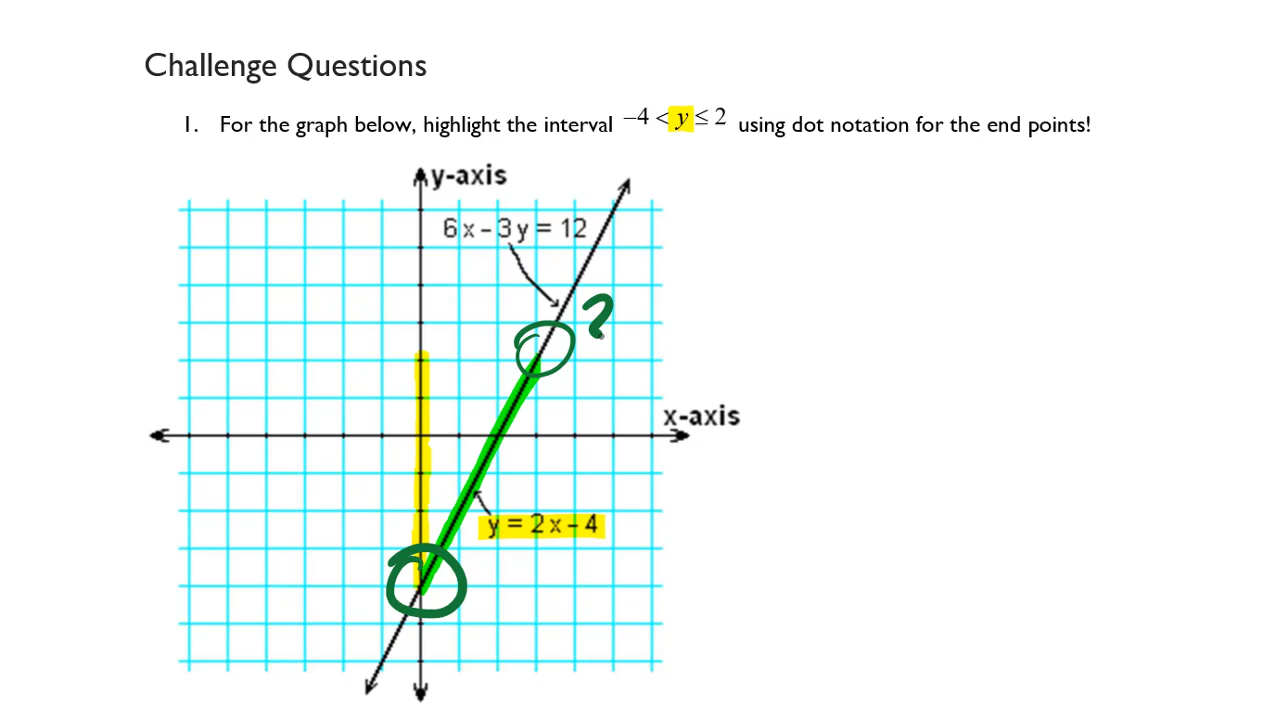 Challenge Questions
1. For the graph below, highlight the interval −4 < y ≤ 2 using dot notation for the end points!
y-axis
6x − 3y = 12
?
x-axis
y = 2x − 4